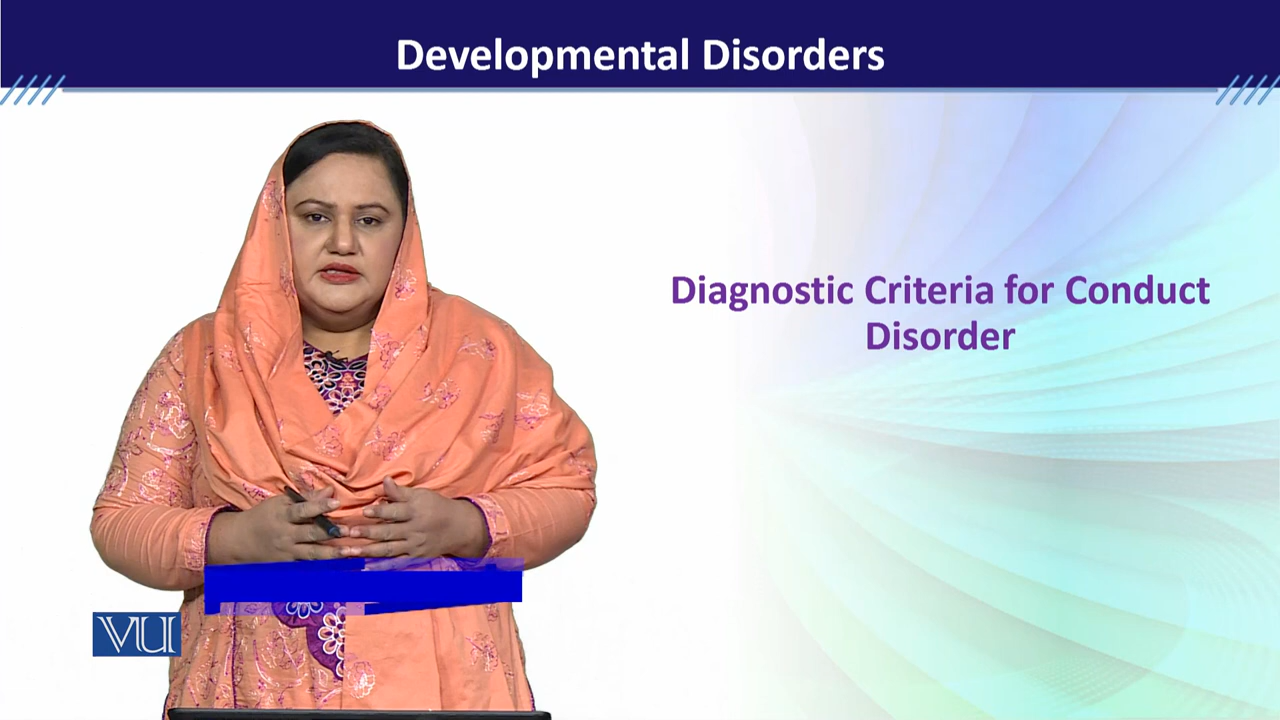 Developmental Disorders
Diagnostic Criteria for Conduct
Disorder
VU